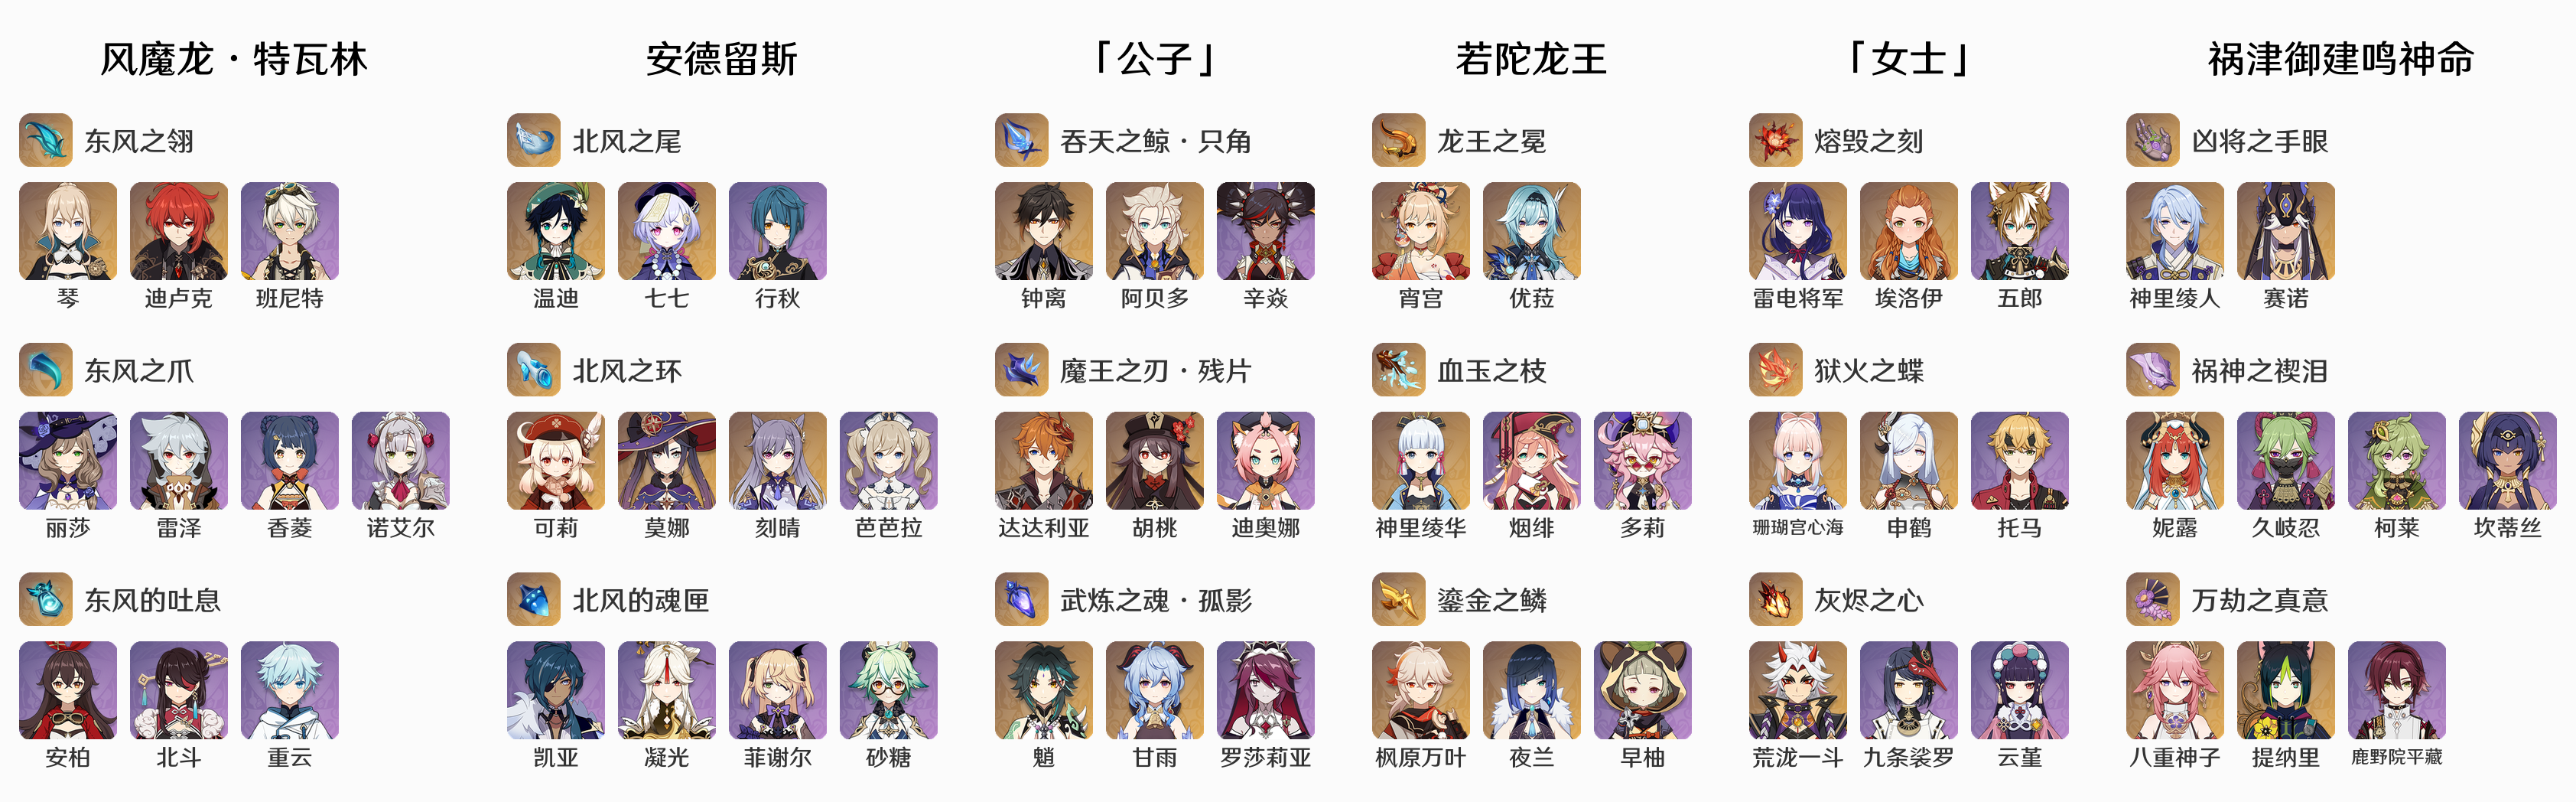 风魔龙·特瓦林
东风之翎
琴 迪卢克 班尼特
东风之爪
丽莎 雷泽 香菱 诺艾尔
东风的吐息
安柏 北斗 重云
安德留斯
北风之尾
温迪 七七 行秋
北风之环
可莉 莫娜 刻晴 芭芭拉
北风的魂匣
凯亚 凝光 菲谢尔 砂糖
「公子」
吞天之鲸·只角
钟离 阿贝多 辛焱
魔王之刃·残片
达达利亚 胡桃 迪奥娜
武炼之魂·孤影
魈 甘雨 罗莎莉亚
若陀龙王
龙王之冕
宵宫 优菈
血玉之枝
神里绫华 烟绯 多莉
鎏金之鳞
枫原万叶 夜兰 早柚
「女士」
熔毁之刻
雷电将军 埃洛伊 五郎
狱火之蝶
珊瑚宫心海 申鹤 托马
灰烬之心
荒泷一斗 九条裟罗 云堇
祸津御建鸣神命
凶将之手眼
神里绫人 赛诺
祸神之禊泪
妮露 久岐忍 柯莱 坎蒂丝
万劫之真意
八重神子 提纳里 鹿野院平藏